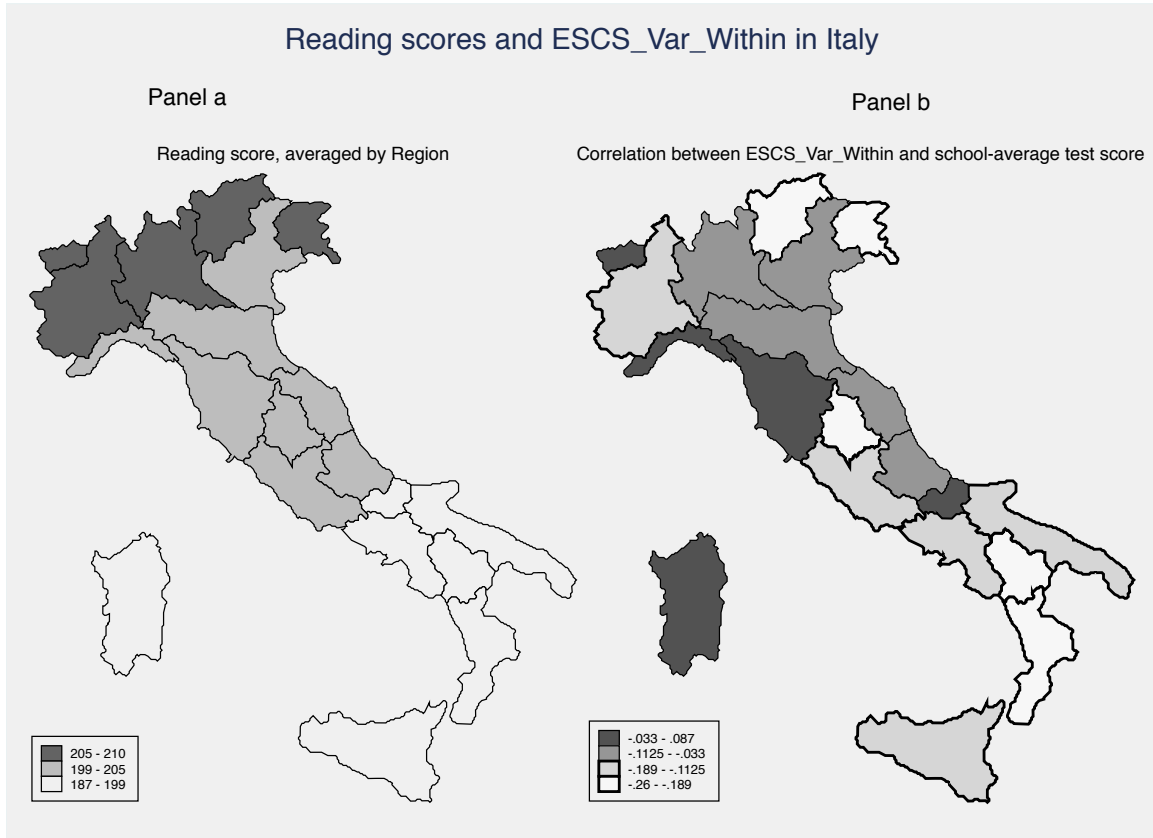 Reading scores and ESCS_Var_Within in Italy
Panel a
Reading score, averaged by Region
205 - 210
199 - 205
187 - 199
Panel b
Correlation between ESCS_Var_Within and school-average test score
-.033 - .087
-.1125 - -.033
-.189 - -.1125
-.26 - -.189